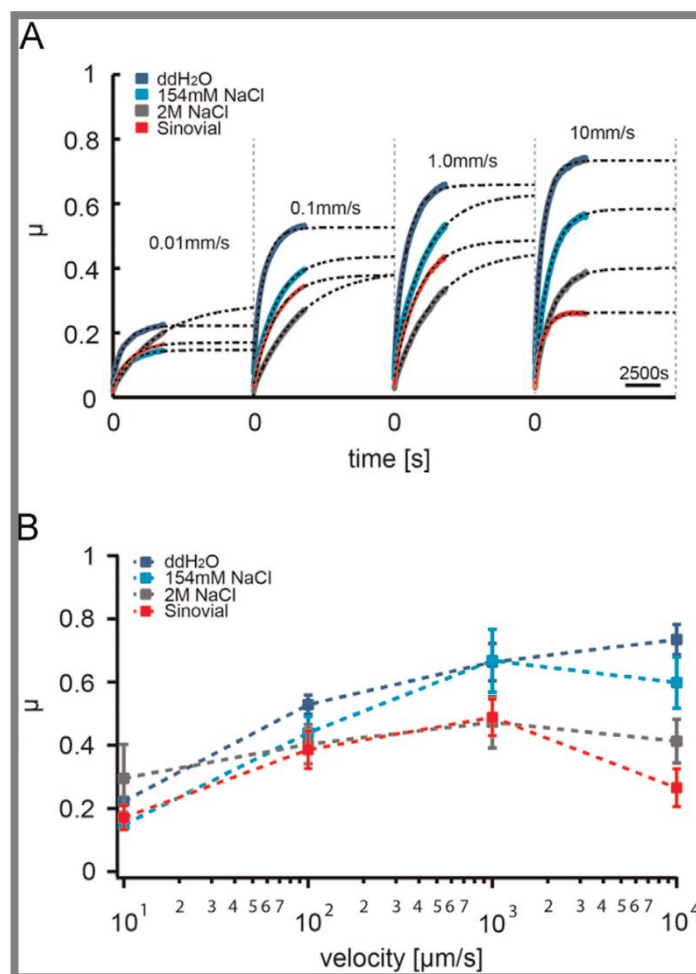 A
1
ddH2O
154mM NaCl
2M NaCl
Sinovial
10mm/s
0.8
1.0mm/s
0.6
0.1mm/s
μ
0.01mm/s
0.4
0.2
2500s
0
0 0 0 0
time [s]
B
1
ddH2O
154mM NaCl
2M NaCl
Sinovial
0.8
0.6
μ
0.4
0.2
0
10¹ 2 3 4 5 6 7 10² 2 3 4 5 6 7 10³ 2 3 4 5 6 7 10⁴
velocity [μm/s]